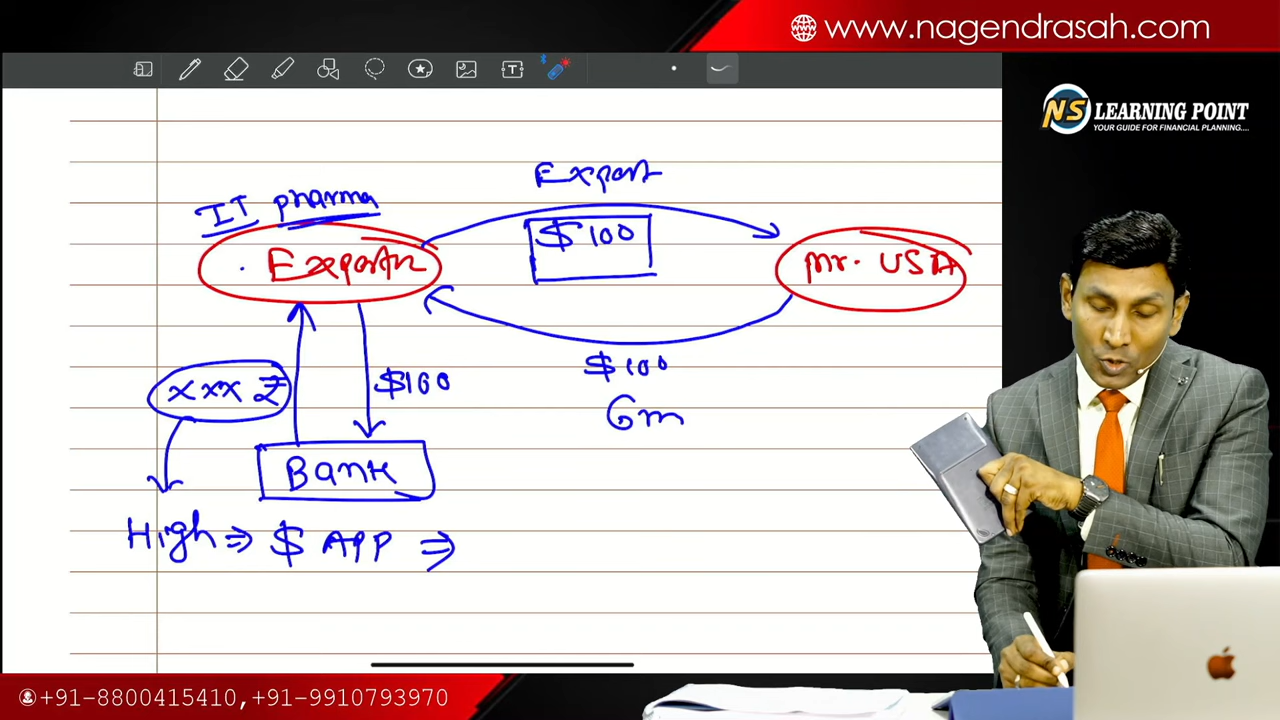 www.nagendrasah.com
NS LEARNING POINT
YOUR GUIDE FOR FINANCIAL PLANNING....
Export
IT pharma
$ 100
Exporter
Mr. USA
$ 100
xxx ₹
$100
6m
Bank
High ⇒ $ APP ⇒
+91-8800415410,+91-9910793970